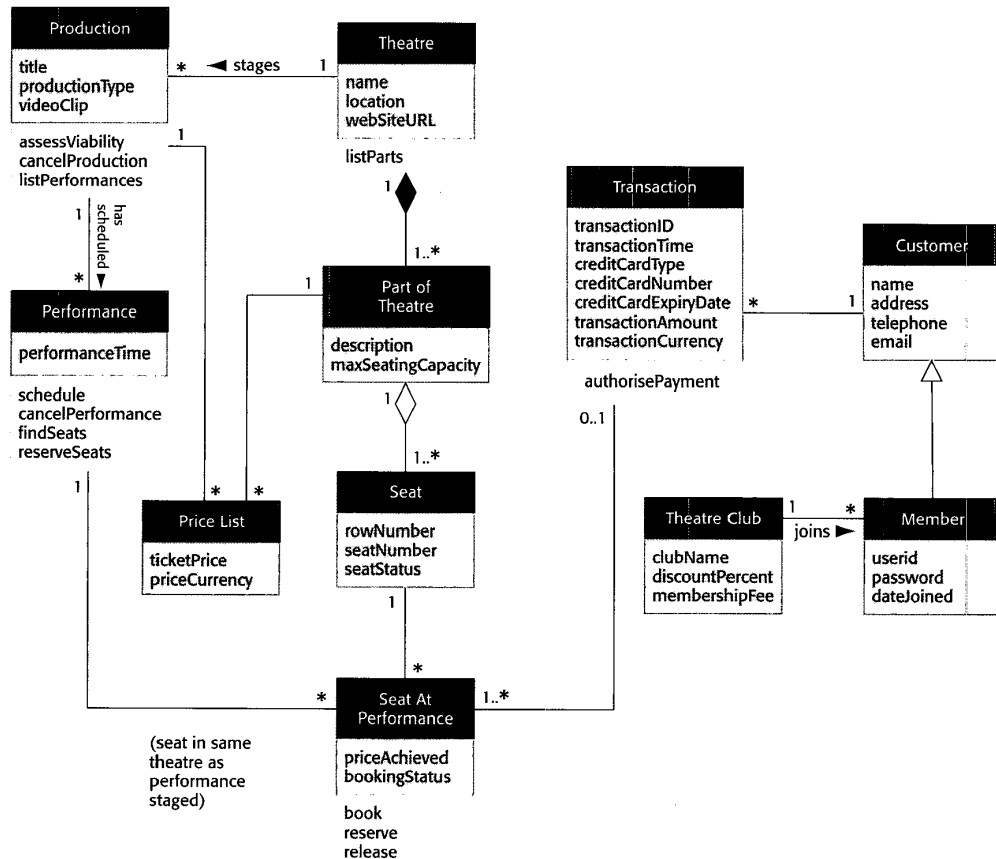 Production
title
productionType
videoClip
assessViability
cancelProduction
listPerformances
* ◄ stages 1
Theatre
name
location
webSiteURL
listParts
1
1
has
scheduled
*
1
1..*
Performance
performanceTime
schedule
cancelPerformance
findSeats
reserveSeats
1
1
Part of
Theatre
description
maxSeatingCapacity
1
1..*
* *
Price List
ticketPrice
priceCurrency
Seat
rowNumber
seatNumber
seatStatus
1
*
Transaction
transactionID
transactionTime
creditCardType
creditCardNumber
creditCardExpiryDate
transactionAmount
transactionCurrency
authorisePayment
0..1
* 1
Customer
name
address
telephone
email
Theatre Club
clubName
discountPercent
membershipFee
1 *
joins ►
Member
userid
password
dateJoined
*
1..*
Seat At
Performance
priceAchieved
bookingStatus
book
reserve
release
(seat in same
theatre as
performance
staged)